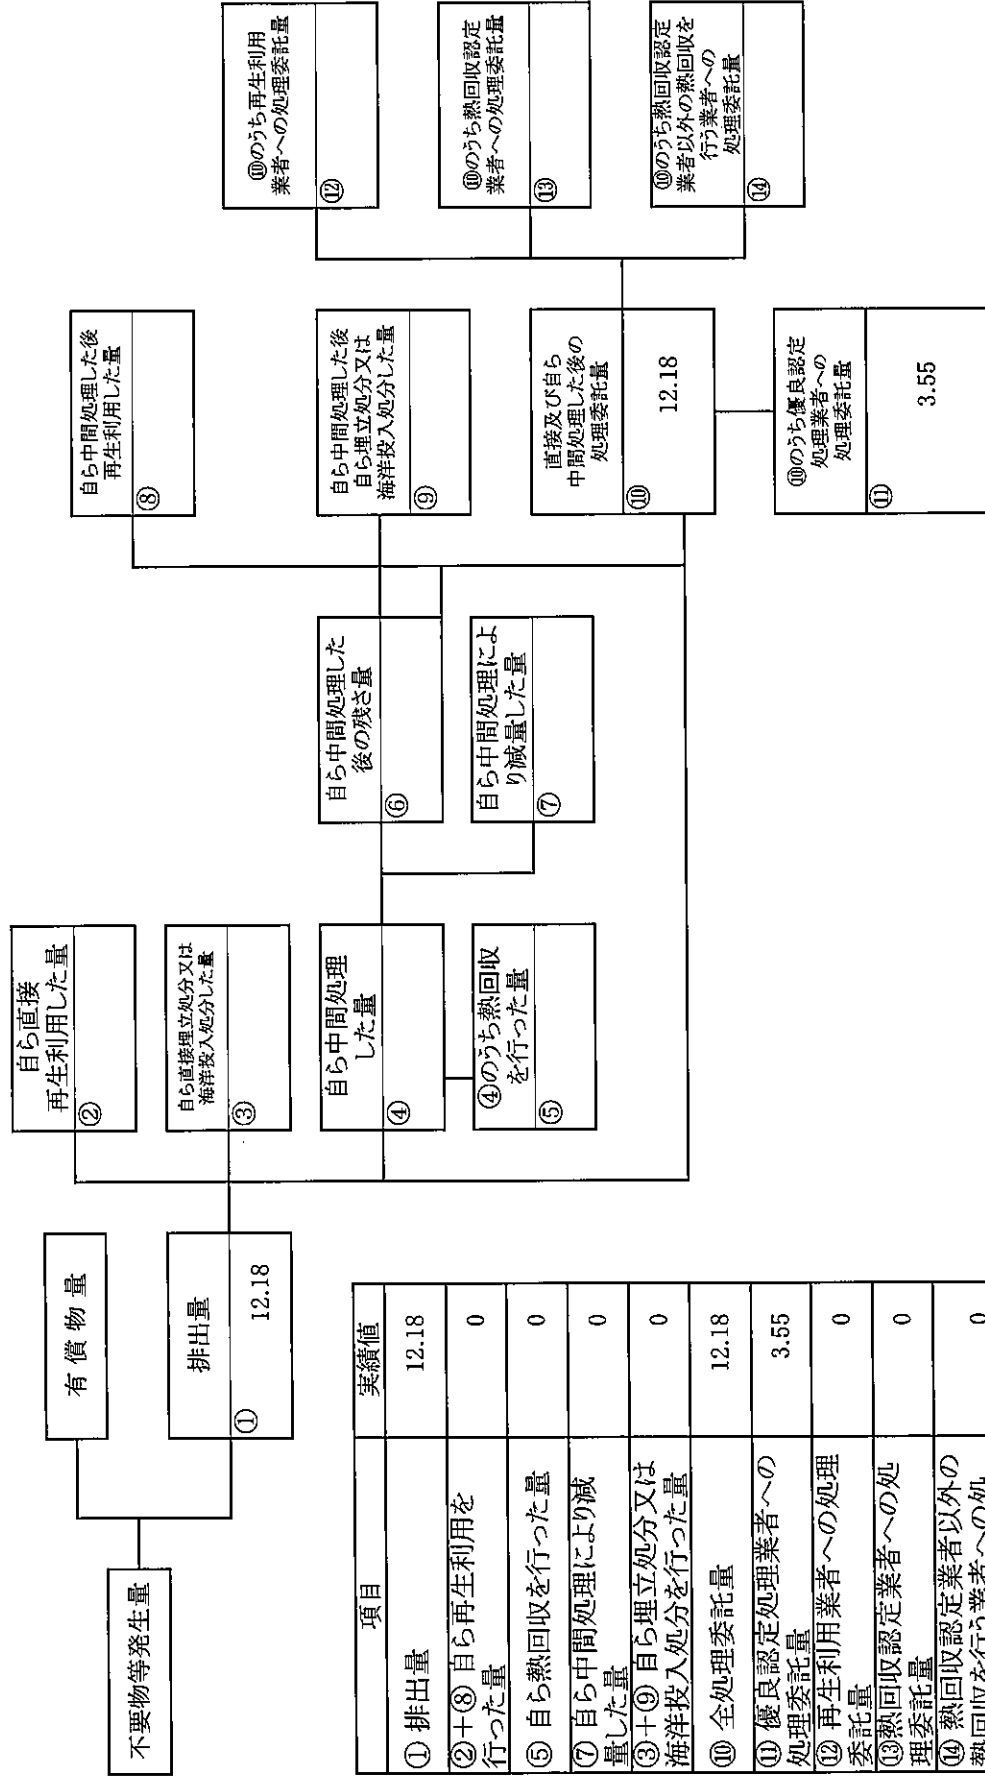 不要物等発生量
有償物量
排出量
①
12.18
自ら直接
再生利用した量
②
自ら直接埋立処分又は
海洋投入処分した量
③
自ら中間処理
した量
④
④のうち熱回収
を行った量
⑤
自ら中間処理した
後の残さ量
⑥
自ら中間処理によ
り減量した量
⑦
自ら中間処理した後
再生利用した量
⑧
自ら中間処理した後
自ら埋立処分又は
海洋投入処分した量
⑨
直接及び自ら
中間処理した後の
処理委託量
⑩
12.18
⑩のうち優良認定
処理業者への
処理委託量
⑪
3.55
⑩のうち再生利用
業者への処理委託量
⑫
⑩のうち熱回収認定
業者への処理委託量
⑬
⑩のうち熱回収認定
業者以外の熱回収を
行う業者への
処理委託量
⑭
項目 実績値
① 排出量 12.18
②+⑧ 自ら再生利用を
行った量 0
⑤ 自ら熱回収を行った量 0
⑦ 自ら中間処理により減
量した量 0
③+⑨ 自ら埋立処分又は
海洋投入処分を行った量 0
⑩ 全処理委託量 12.18
⑪ 優良認定処理業者への
処理委託量 3.55
⑫ 再生利用業者への処理
委託量 0
⑬熱回収認定業者への処
理委託量 0
⑭ 熱回収認定業者以外の
熱回収を行う業者への処 0